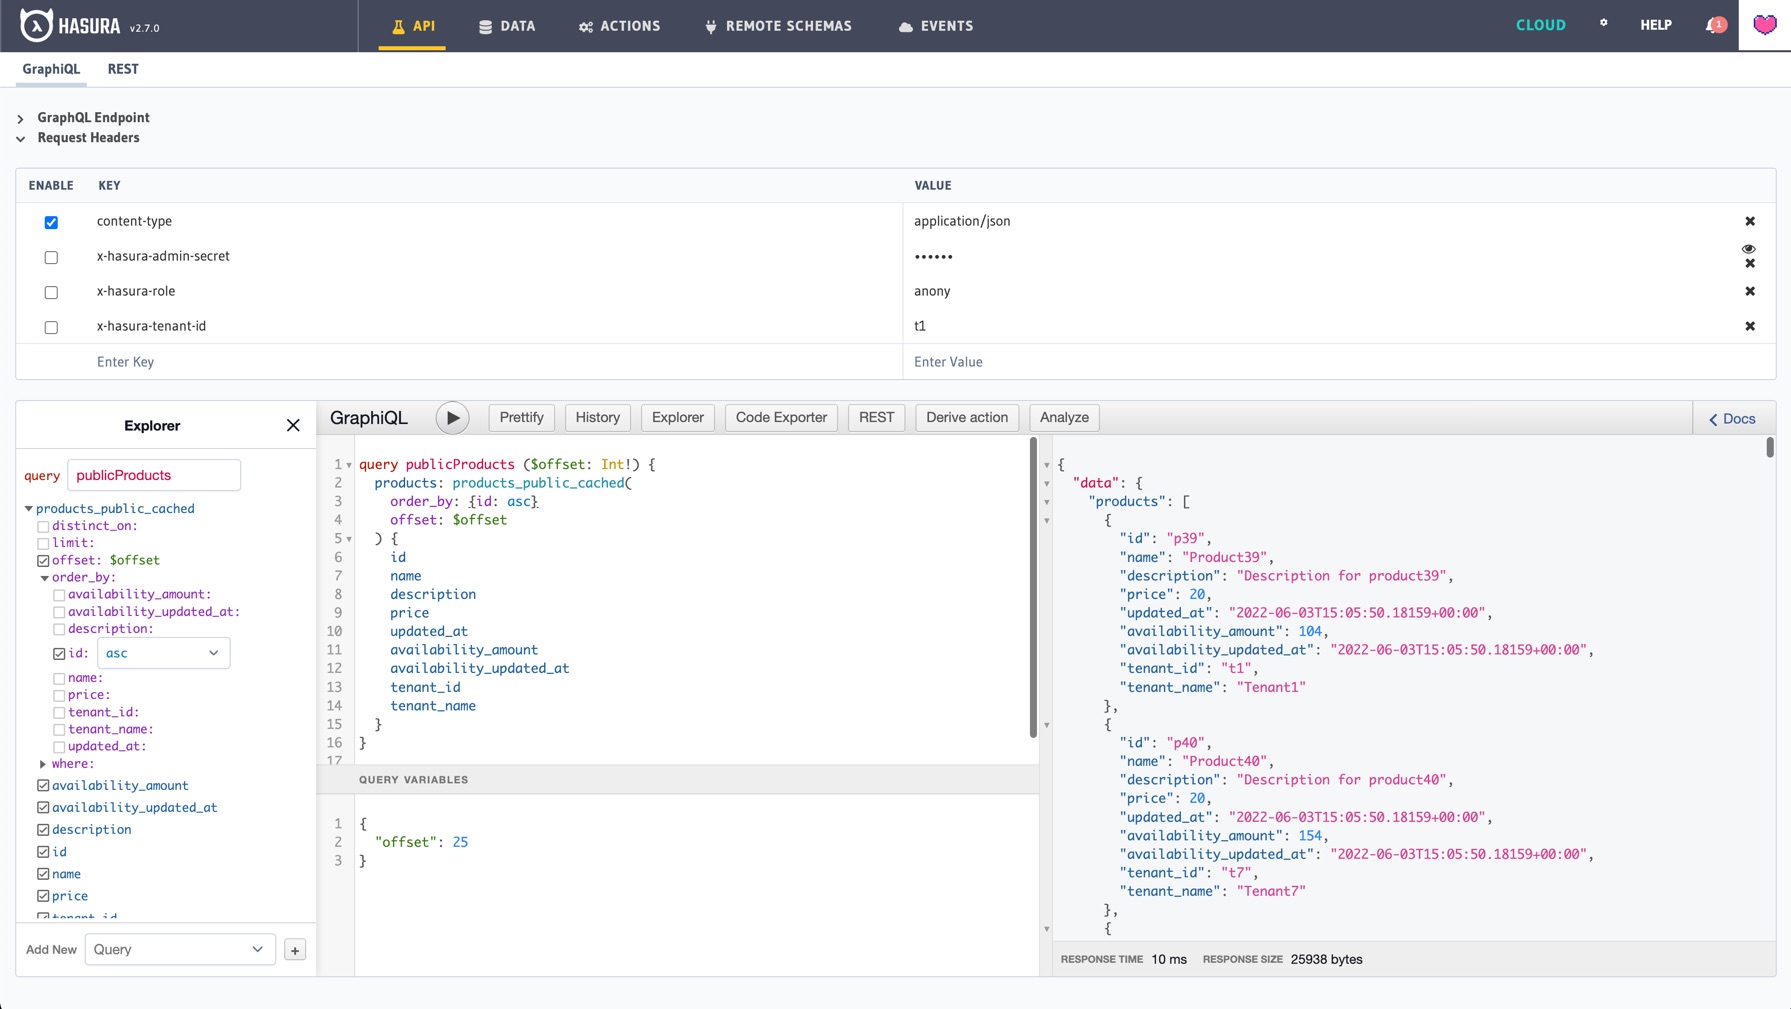 HASURA v2.7.0
API
DATA
ACTIONS
REMOTE SCHEMAS
EVENTS
CLOUD
HELP
1
GraphiQL
REST
GraphQL Endpoint
Request Headers
ENABLE KEY VALUE
content-type application/json
x-hasura-admin-secret ••••••
x-hasura-role anony
x-hasura-tenant-id t1
Enter Key Enter Value
Explorer
query publicProducts
products_public_cached
distinct_on:
limit:
offset: $offset
order_by:
availability_amount:
availability_updated_at:
description:
id: asc
name:
price:
tenant_id:
tenant_name:
updated_at:
where:
availability_amount
availability_updated_at
description
id
name
price
tenant_id
Add New Query +
GraphiQL
Prettify
History
Explorer
Code Exporter
REST
Derive action
Analyze
Docs
1 query publicProducts ($offset: Int!) {
2 products: products_public_cached(
3 order_by: {id: asc}
4 offset: $offset
5 ) {
6 id
7 name
8 description
9 price
10 updated_at
11 availability_amount
12 availability_updated_at
13 tenant_id
14 tenant_name
15 }
16 }
17
QUERY VARIABLES
1 {
2 "offset": 25
3 }
{
"data": {
"products": [
{
"id": "p39",
"name": "Product39",
"description": "Description for product39",
"price": 20,
"updated_at": "2022-06-03T15:05:50.18159+00:00",
"availability_amount": 104,
"availability_updated_at": "2022-06-03T15:05:50.18159+00:00",
"tenant_id": "t1",
"tenant_name": "Tenant1"
},
{
"id": "p40",
"name": "Product40",
"description": "Description for product40",
"price": 20,
"updated_at": "2022-06-03T15:05:50.18159+00:00",
"availability_amount": 154,
"availability_updated_at": "2022-06-03T15:05:50.18159+00:00",
"tenant_id": "t7",
"tenant_name": "Tenant7"
},
{
RESPONSE TIME 10 ms RESPONSE SIZE 25938 bytes